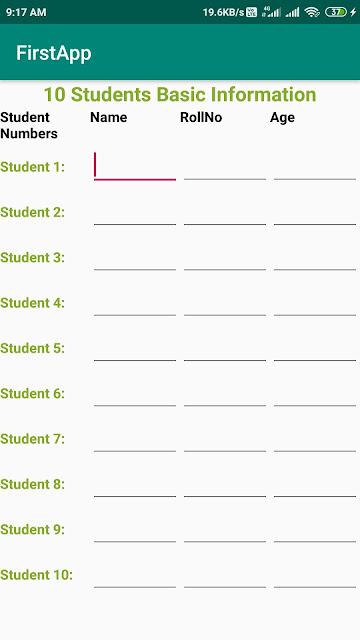 9:17 AM 19.6KB/s 4G 37
FirstApp
10 Students Basic Information
Student Numbers Name RollNo Age
Student 1:
Student 2:
Student 3:
Student 4:
Student 5:
Student 6:
Student 7:
Student 8:
Student 9:
Student 10: